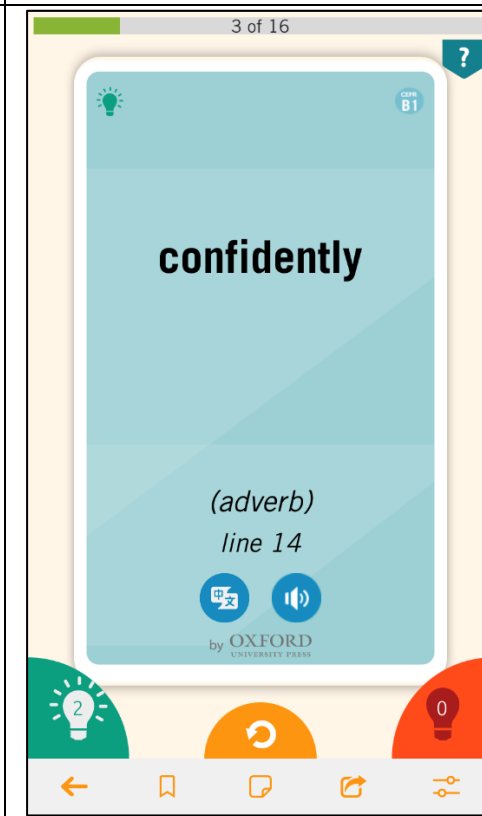 3 of 16
?
CEFR
B1
confidently
(adverb)
line 14
中文
by OXFORD
UNIVERSITY PRESS
2
0